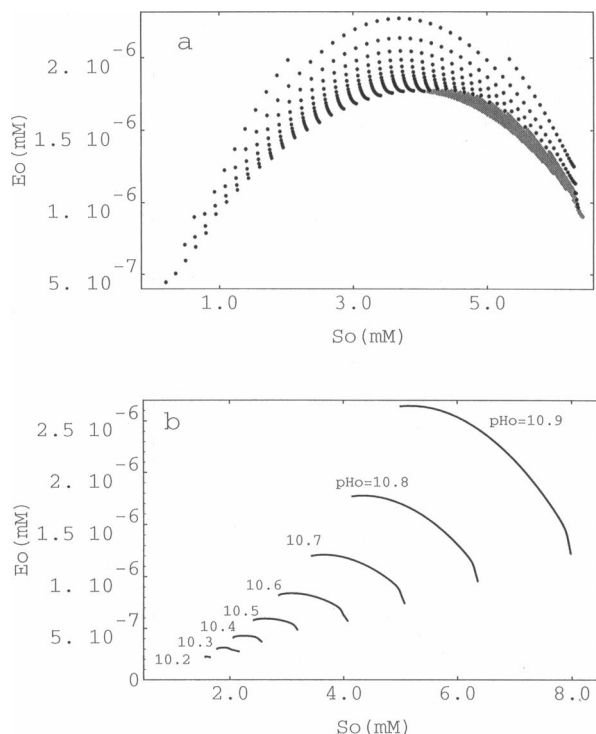 a
2. 10-6
1.5 10-6
1. 10-6
5. 10-7
Eo(mM)
1.0 3.0 5.0
So(mM)
b
2.5 10-6
2. 10-6
1.5 10-6
1. 10-6
5. 10-7
0
Eo(mM)
pHo=10.9
pHo=10.8
10.7
10.6
10.5
10.4
10.3
10.2
2.0 4.0 6.0 8.0
So(mM)